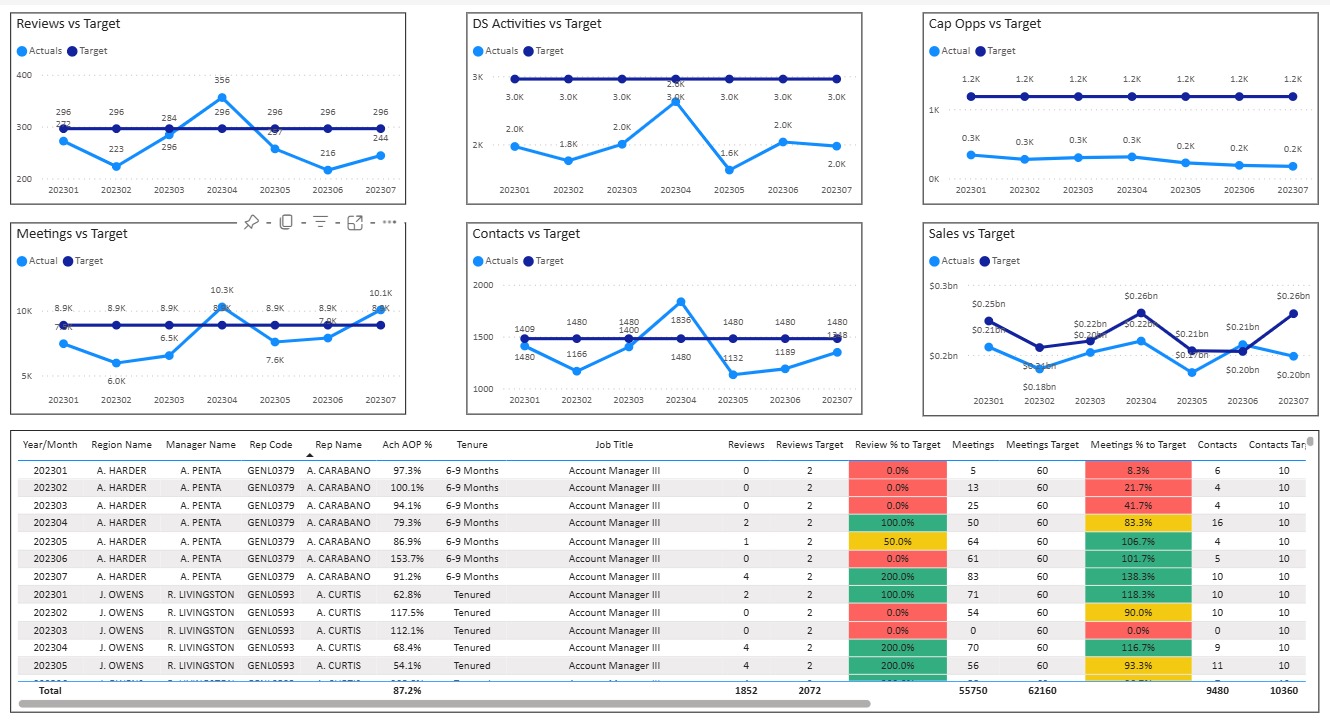 Reviews vs Target
Actuals Target
400
300
200
296 296 284 356 296 296 296
272 223 296 296 257 216 244
202301 202302 202303 202304 202305 202306 202307
DS Activities vs Target
Actuals Target
3K
2K
3.0K 3.0K 3.0K 3.0K 3.0K 3.0K 3.0K
2.0K 1.8K 2.0K 1.6K 2.0K 2.0K
202301 202302 202303 202304 202305 202306 202307
Cap Opps vs Target
Actual Target
1K
0K
1.2K 1.2K 1.2K 1.2K 1.2K 1.2K 1.2K
0.3K 0.3K 0.3K 0.3K 0.2K 0.2K 0.2K
202301 202302 202303 202304 202305 202306 202307
Meetings vs Target
Actual Target
10K
5K
8.9K 8.9K 8.9K 10.3K 8.9K 8.9K 10.1K
6.0K 6.5K 8.9K 7.6K 7.9K 8.9K
202301 202302 202303 202304 202305 202306 202307
Contacts vs Target
Actuals Target
2000
1500
1000
1409 1480 1480 1836 1480 1480 1480
1480 1166 1400 1480 1132 1189 1348
202301 202302 202303 202304 202305 202306 202307
Sales vs Target
Actuals Target
$0.3bn
$0.2bn
$0.25bn $0.22bn $0.26bn $0.21bn $0.21bn $0.26bn
$0.21bn $0.21bn $0.20bn $0.22bn $0.17bn $0.20bn $0.20bn
$0.18bn
202301 202302 202303 202304 202305 202306 202307
Year/Month Region Name Manager Name Rep Code Rep Name Ach AOP % Tenure Job Title Reviews Reviews Target Review % to Target Meetings Meetings Target Meetings % to Target Contacts Contacts Tar
202301 A. HARDER A. PENTA GENL0379 A. CARABANO 97.3% 6-9 Months Account Manager III 0 2 0.0% 5 60 8.3% 6 10
202302 A. HARDER A. PENTA GENL0379 A. CARABANO 100.1% 6-9 Months Account Manager III 0 2 0.0% 13 60 21.7% 4 10
202303 A. HARDER A. PENTA GENL0379 A. CARABANO 94.1% 6-9 Months Account Manager III 0 2 0.0% 25 60 41.7% 4 10
202304 A. HARDER A. PENTA GENL0379 A. CARABANO 79.3% 6-9 Months Account Manager III 2 2 100.0% 50 60 83.3% 16 10
202305 A. HARDER A. PENTA GENL0379 A. CARABANO 86.9% 6-9 Months Account Manager III 1 2 50.0% 64 60 106.7% 4 10
202306 A. HARDER A. PENTA GENL0379 A. CARABANO 153.7% 6-9 Months Account Manager III 0 2 0.0% 61 60 101.7% 5 10
202307 A. HARDER A. PENTA GENL0379 A. CARABANO 91.2% 6-9 Months Account Manager III 4 2 200.0% 83 60 138.3% 10 10
202301 J. OWENS R. LIVINGSTON GENL0593 A. CURTIS 62.8% Tenured Account Manager III 2 2 100.0% 71 60 118.3% 10 10
202302 J. OWENS R. LIVINGSTON GENL0593 A. CURTIS 117.5% Tenured Account Manager III 0 2 0.0% 54 60 90.0% 10 10
202303 J. OWENS R. LIVINGSTON GENL0593 A. CURTIS 112.1% Tenured Account Manager III 0 2 0.0% 0 60 0.0% 0 10
202304 J. OWENS R. LIVINGSTON GENL0593 A. CURTIS 68.4% Tenured Account Manager III 4 2 200.0% 70 60 116.7% 9 10
202305 J. OWENS R. LIVINGSTON GENL0593 A. CURTIS 54.1% Tenured Account Manager III 4 2 200.0% 56 60 93.3% 11 10
Total 87.2% 1852 2072 55750 62160 9480 10360